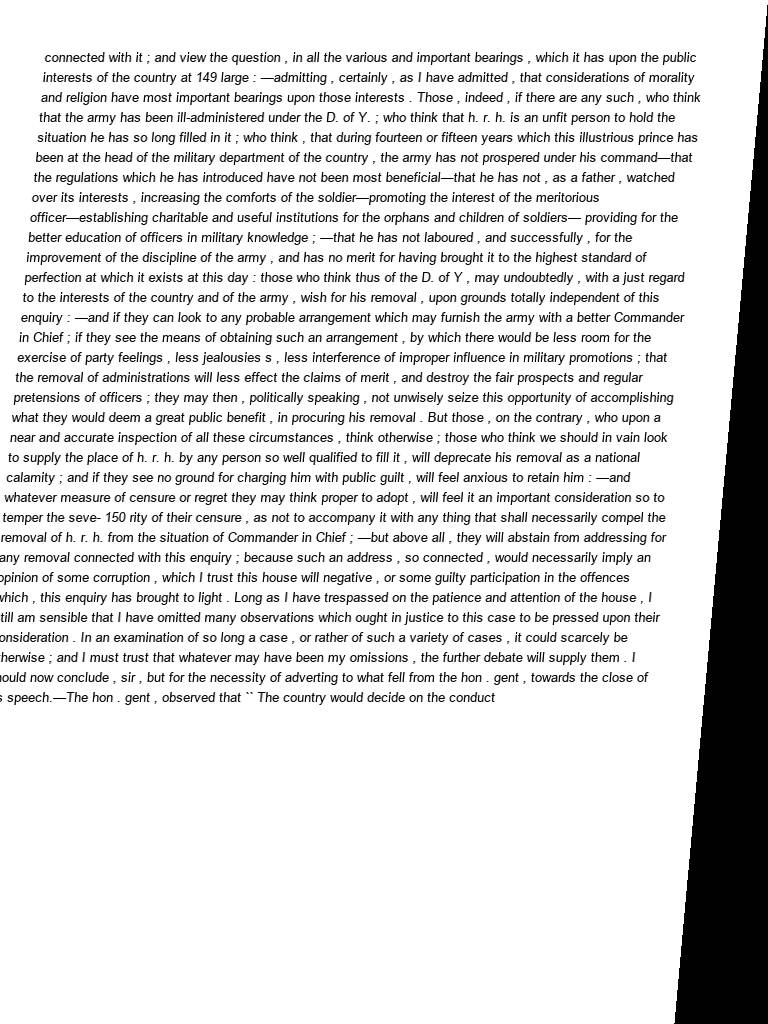 connected with it ; and view the question , in all the various and important bearings , which it has upon the public
interests of the country at 149 large : —admitting , certainly , as I have admitted , that considerations of morality
and religion have most important bearings upon those interests . Those , indeed , if there are any such , who think
that the army has been ill-administered under the D. of Y. ; who think that h. r. h. is an unfit person to hold the
situation he has so long filled in it ; who think , that during fourteen or fifteen years which this illustrious prince has
been at the head of the military department of the country , the army has not prospered under his command—that
the regulations which he has introduced have not been most beneficial—that he has not , as a father , watched
over its interests , increasing the comforts of the soldier—promoting the interest of the meritorious
officer—establishing charitable and useful institutions for the orphans and children of soldiers— providing for the
better education of officers in military knowledge ; —that he has not laboured , and successfully , for the
improvement of the discipline of the army , and has no merit for having brought it to the highest standard of
perfection at which it exists at this day : those who think thus of the D. of Y , may undoubtedly , with a just regard
to the interests of the country and of the army , wish for his removal , upon grounds totally independent of this
enquiry : —and if they can look to any probable arrangement which may furnish the army with a better Commander
in Chief ; if they see the means of obtaining such an arrangement , by which there would be less room for the
exercise of party feelings , less jealousies s , less interference of improper influence in military promotions ; that
the removal of administrations will less effect the claims of merit , and destroy the fair prospects and regular
pretensions of officers ; they may then , politically speaking , not unwisely seize this opportunity of accomplishing
what they would deem a great public benefit , in procuring his removal . But those , on the contrary , who upon a
near and accurate inspection of all these circumstances , think otherwise ; those who think we should in vain look
to supply the place of h. r. h. by any person so well qualified to fill it , will deprecate his removal as a national
calamity ; and if they see no ground for charging him with public guilt , will feel anxious to retain him : —and
whatever measure of censure or regret they may think proper to adopt , will feel it an important consideration so to
temper the seve- 150 rity of their censure , as not to accompany it with any thing that shall necessarily compel the
removal of h. r. h. from the situation of Commander in Chief ; —but above all , they will abstain from addressing for
any removal connected with this enquiry ; because such an address , so connected , would necessarily imply an
opinion of some corruption , which I trust this house will negative , or some guilty participation in the offences
which , this enquiry has brought to light . Long as I have trespassed on the patience and attention of the house , I
till am sensible that I have omitted many observations which ought in justice to this case to be pressed upon their
onsideration . In an examination of so long a case , or rather of such a variety of cases , it could scarcely be
therwise ; and I must trust that whatever may have been my omissions , the further debate will supply them . I
hould now conclude , sir , but for the necessity of adverting to what fell from the hon . gent , towards the close of
s speech.—The hon . gent , observed that `` The country would decide on the conduct